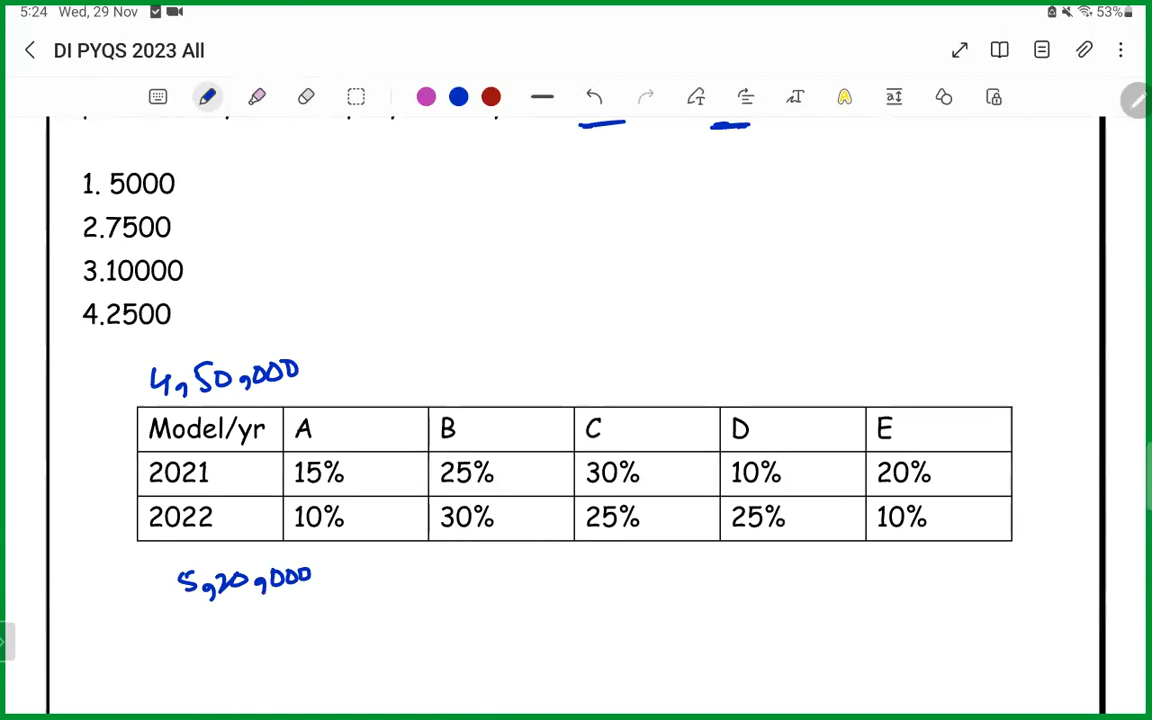 5:24 Wed, 29 Nov 53%
DI PYQS 2023 All
1. 5000
2.7500
3.10000
4.2500
4,50,000
Model/yr A B C D E
2021 15% 25% 30% 10% 20%
2022 10% 30% 25% 25% 10%
5,20,000